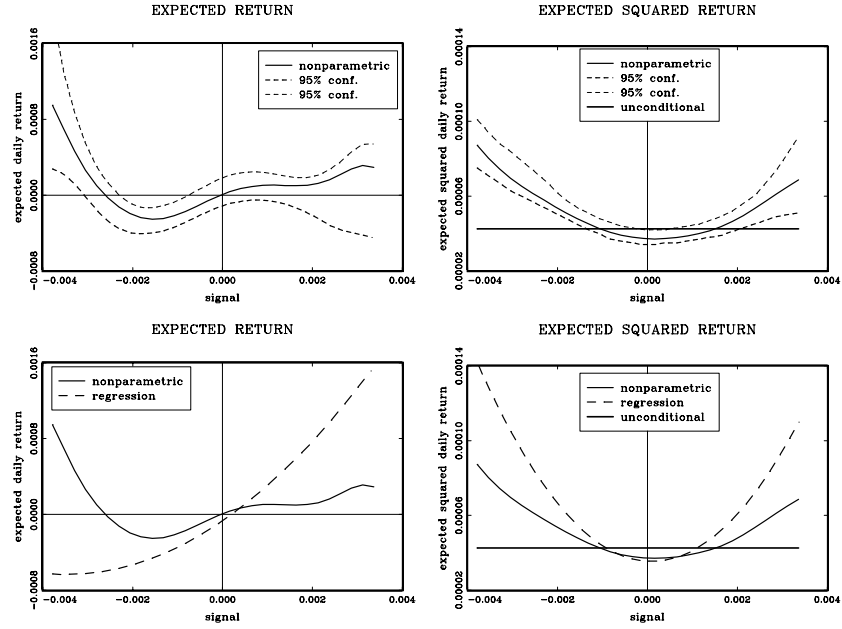 EXPECTED RETURN
expected daily return
0.0016
0.0008
0.0000
−0.0008
nonparametric
95% conf.
95% conf.
−0.004 −0.002 0.000 0.002 0.004
signal
EXPECTED SQUARED RETURN
expected squared daily return
0.00014
0.00010
0.00006
0.00002
nonparametric
95% conf.
95% conf.
unconditional
−0.004 −0.002 0.000 0.002 0.004
signal
EXPECTED RETURN
expected daily return
0.0016
0.0008
0.0000
−0.0008
nonparametric
regression
−0.004 −0.002 0.000 0.002 0.004
signal
EXPECTED SQUARED RETURN
expected squared daily return
0.00014
0.00010
0.00006
0.00002
nonparametric
regression
unconditional
−0.004 −0.002 0.000 0.002 0.004
signal